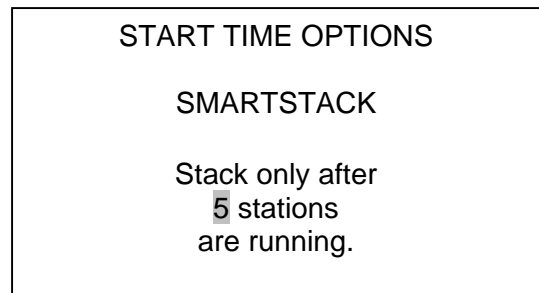 START TIME OPTIONS
SMARTSTACK
Stack only after
5 stations
are running.